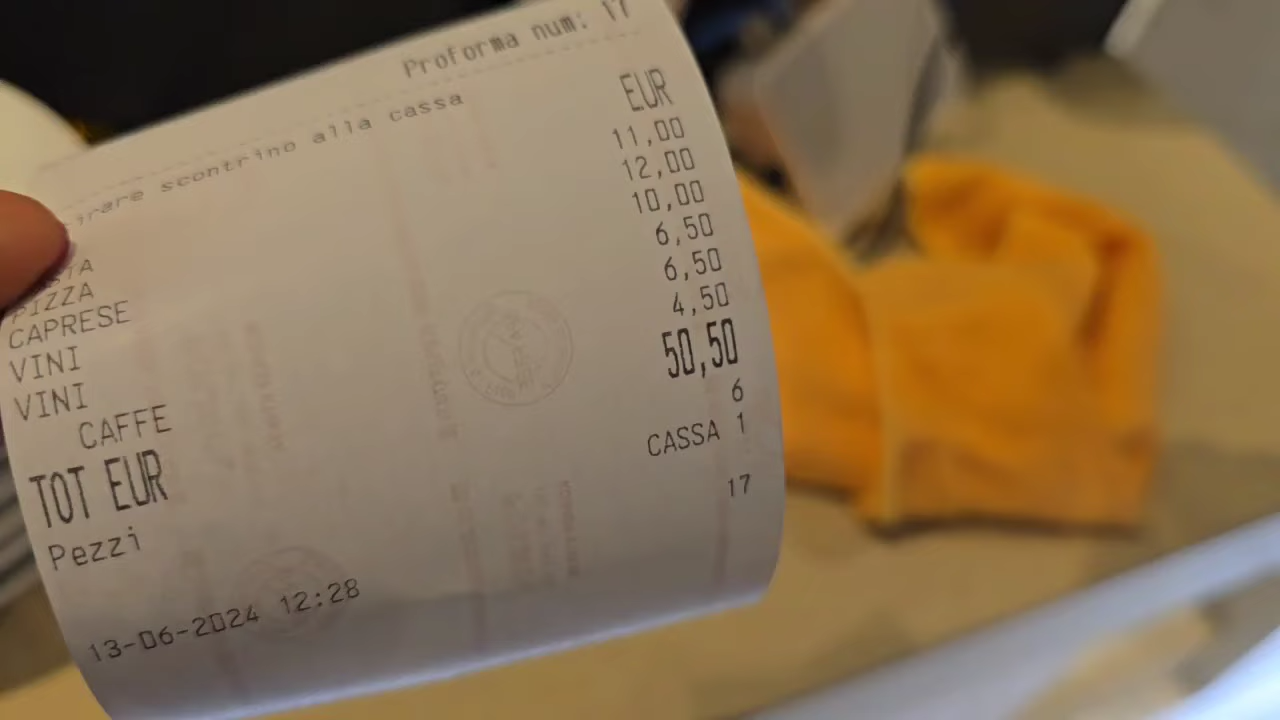 Proforma num: 17
scontrino alla cassa
EUR
11,00
PIZZA 12,00
CAPRESE 10,00
VINI 6,50
VINI 6,50
CAFFE 4,50
TOT EUR 50,50
Pezzi 6
CASSA 1
13-06-2024 12:28 17